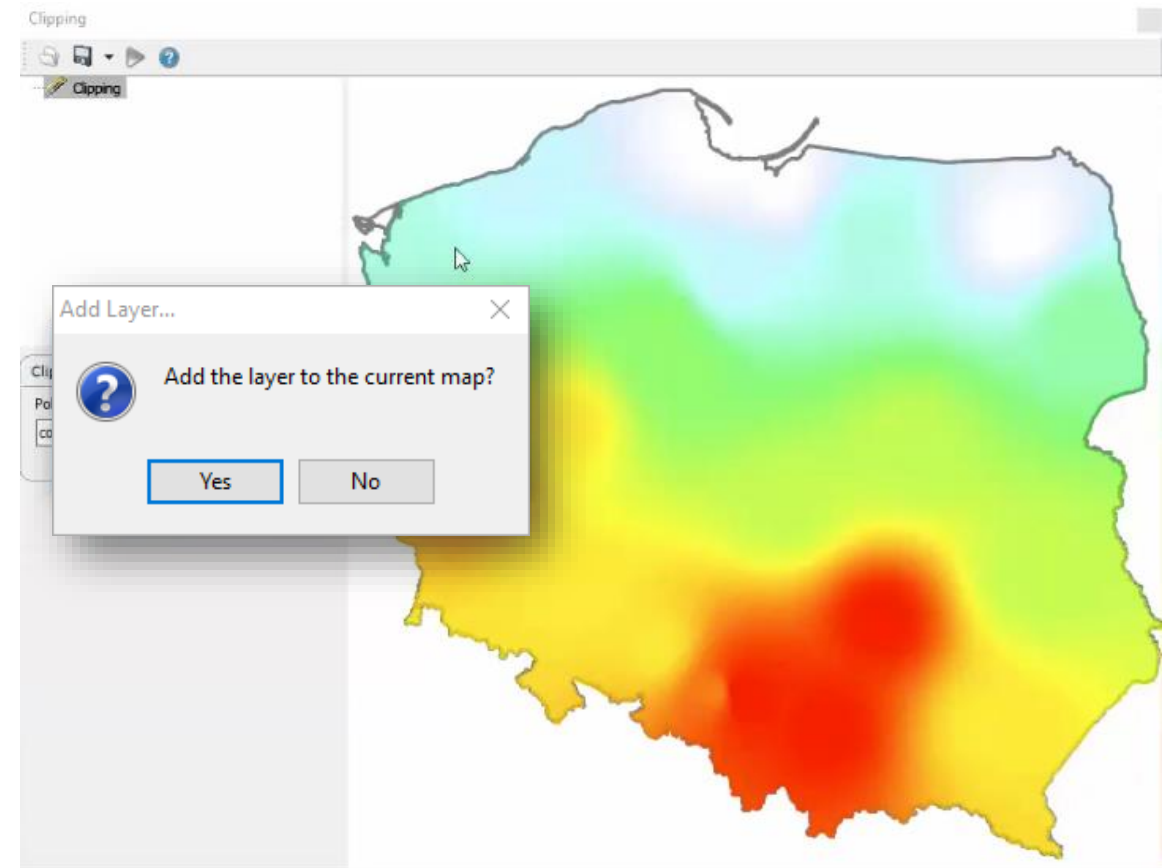 Clipping
Clipping
Add Layer...
Add the layer to the current map?
Yes
No